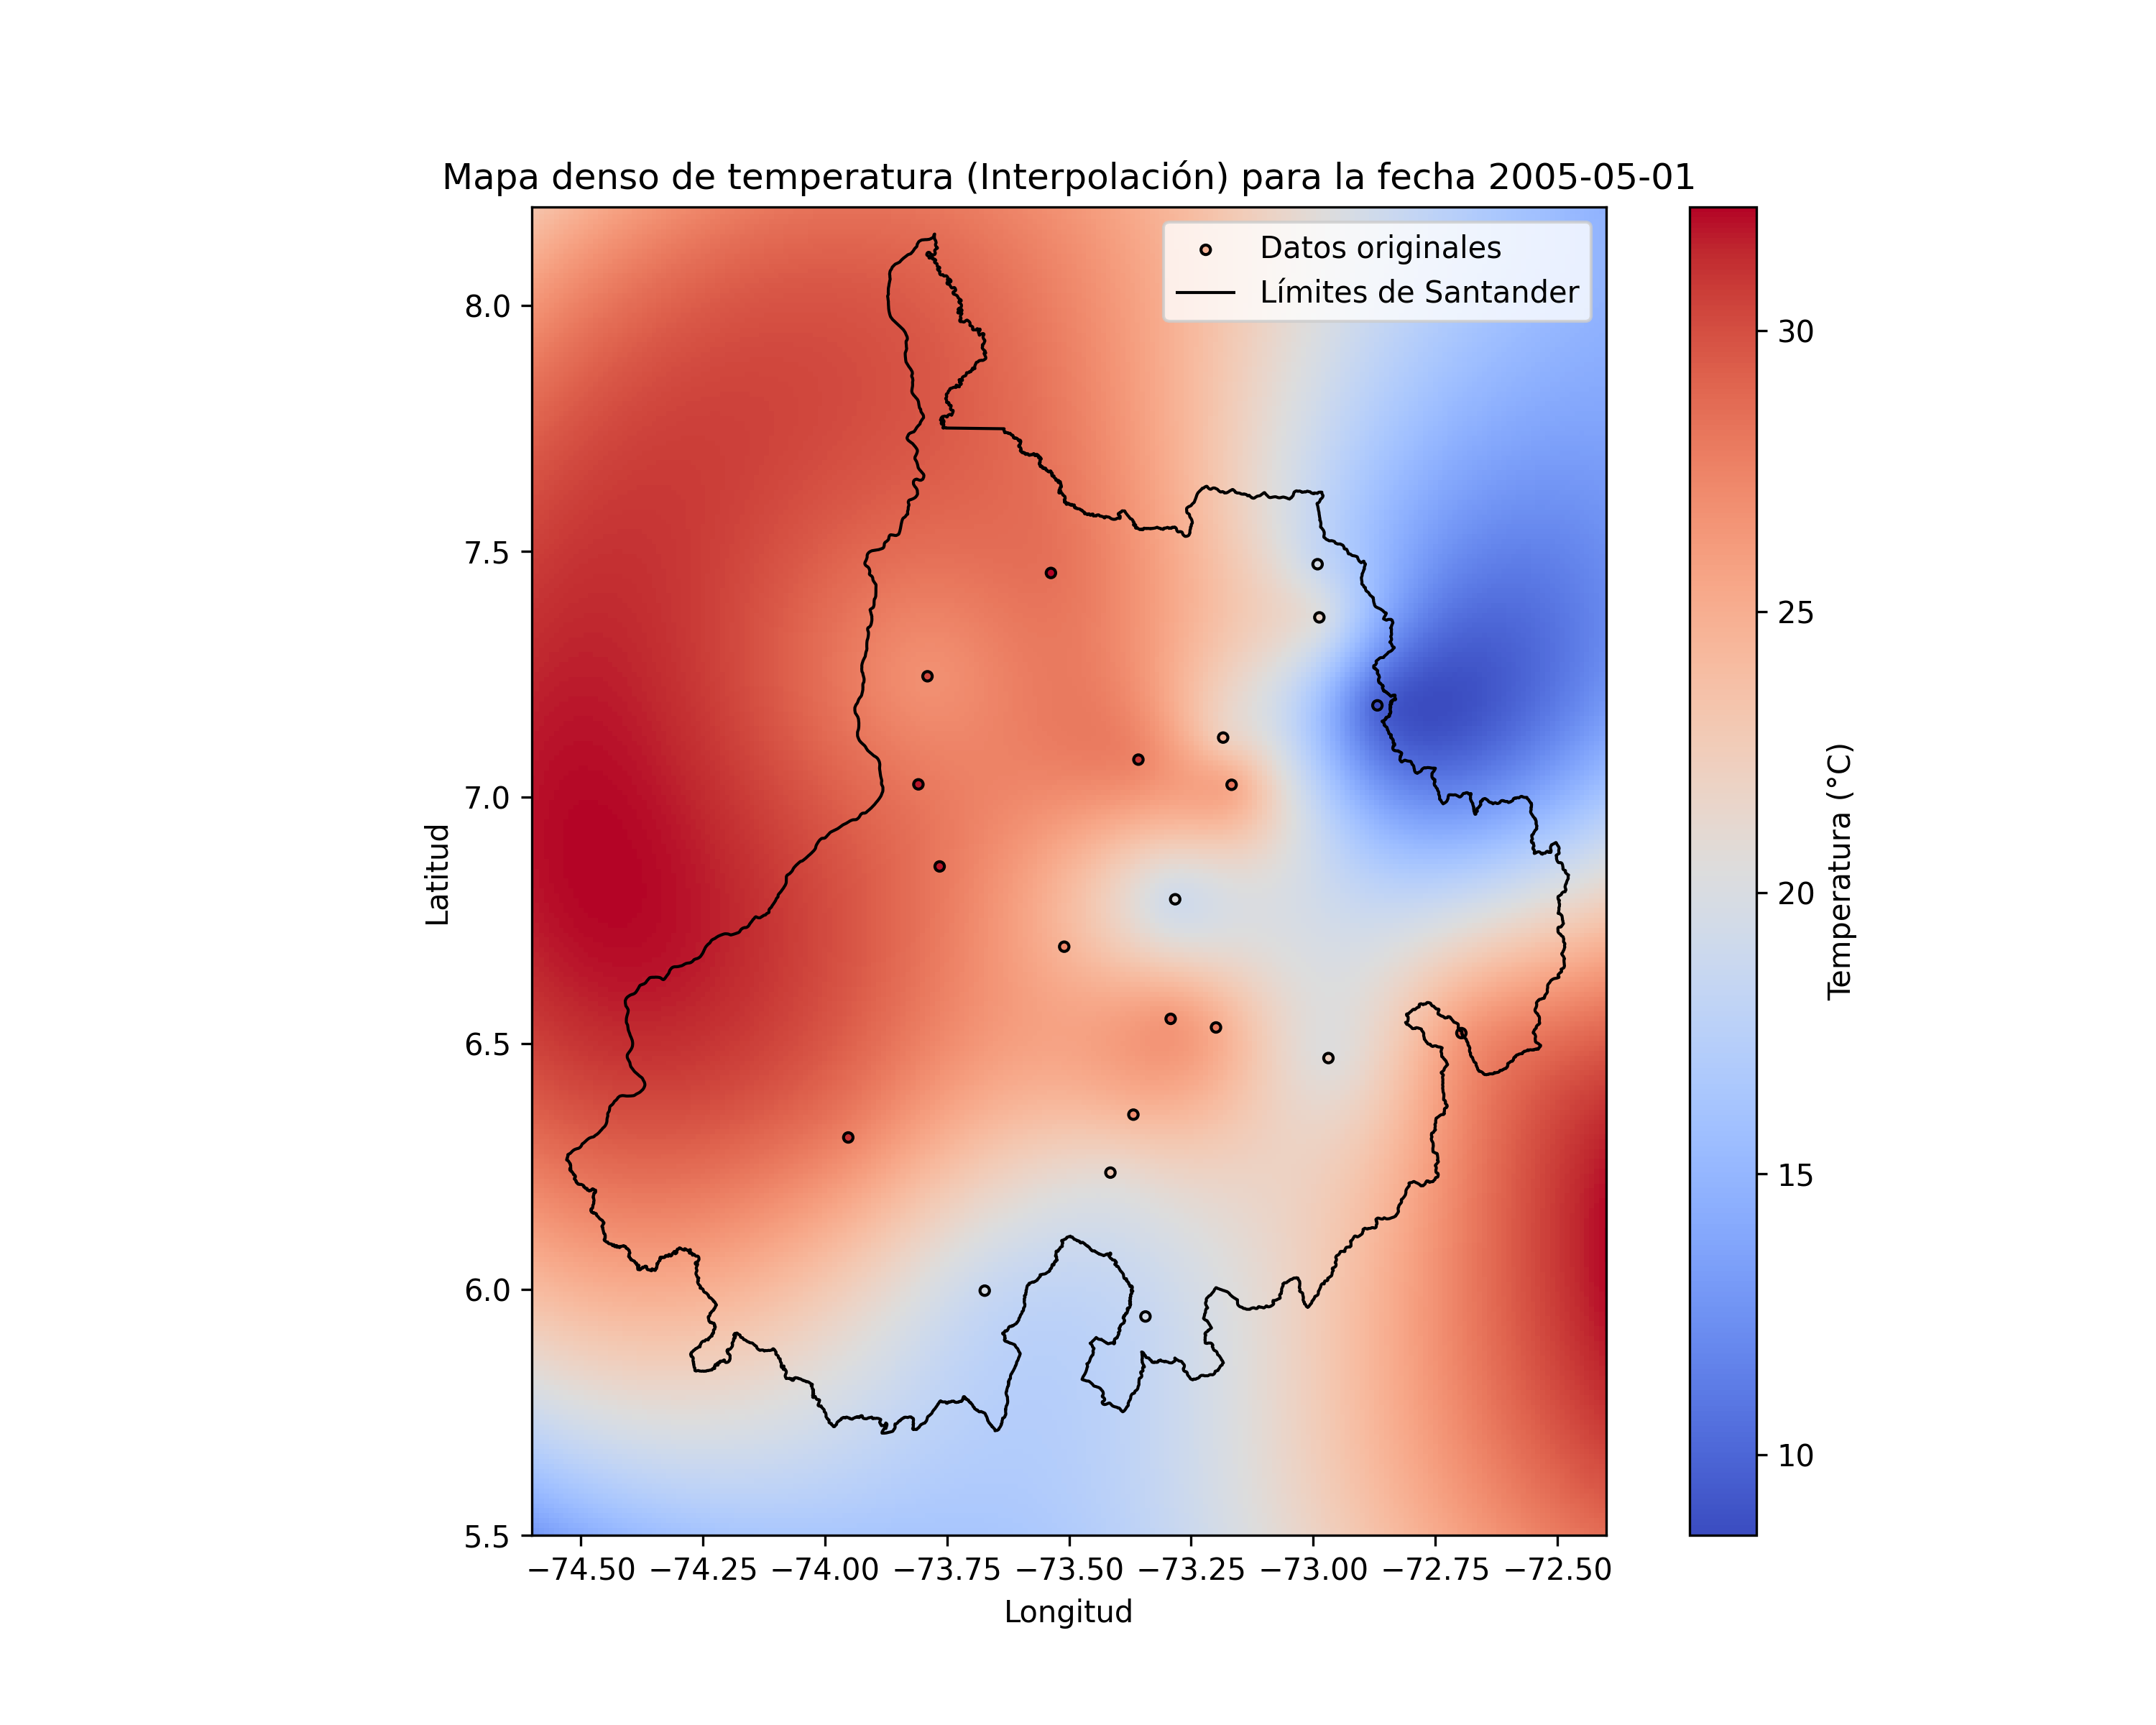 Mapa denso de temperatura (Interpolación) para la fecha 2005-05-01
Datos originales
Límites de Santander
8.0
7.5
7.0
6.5
6.0
5.5
Latitud
−74.50 −74.25 −74.00 −73.75 −73.50 −73.25 −73.00 −72.75 −72.50
Longitud
30
25
20
15
10
Temperatura (°C)